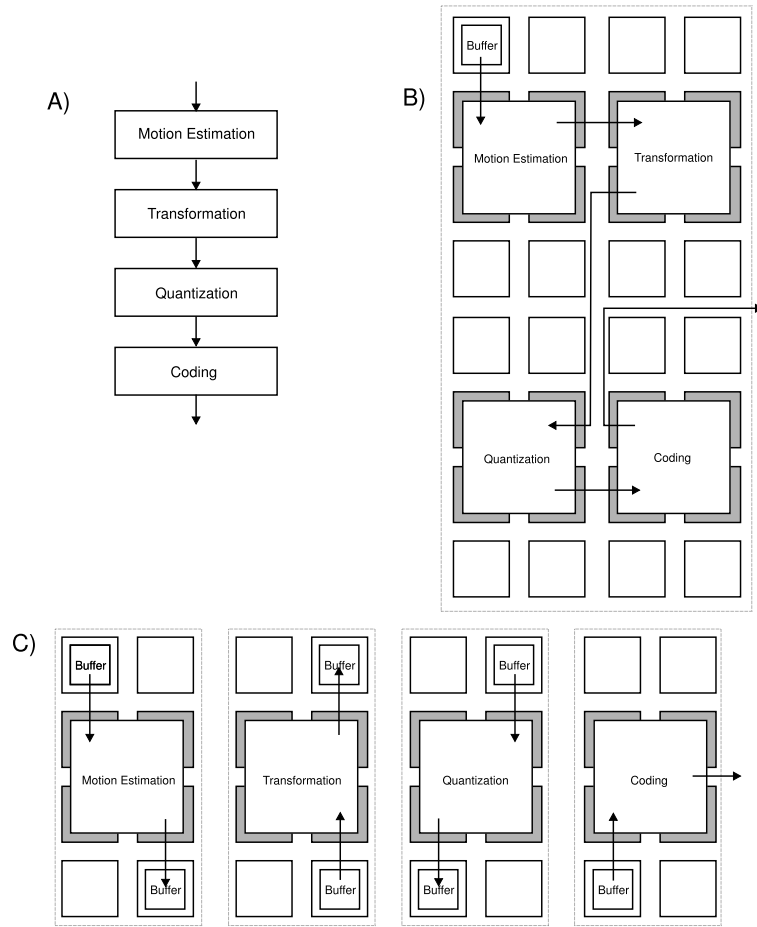 A)
Motion Estimation
Transformation
Quantization
Coding
B)
Buffer
Motion Estimation
Transformation
Quantization
Coding
C)
Buffer
Motion Estimation
Buffer
Buffer
Transformation
Buffer
Buffer
Quantization
Buffer
Coding
Buffer